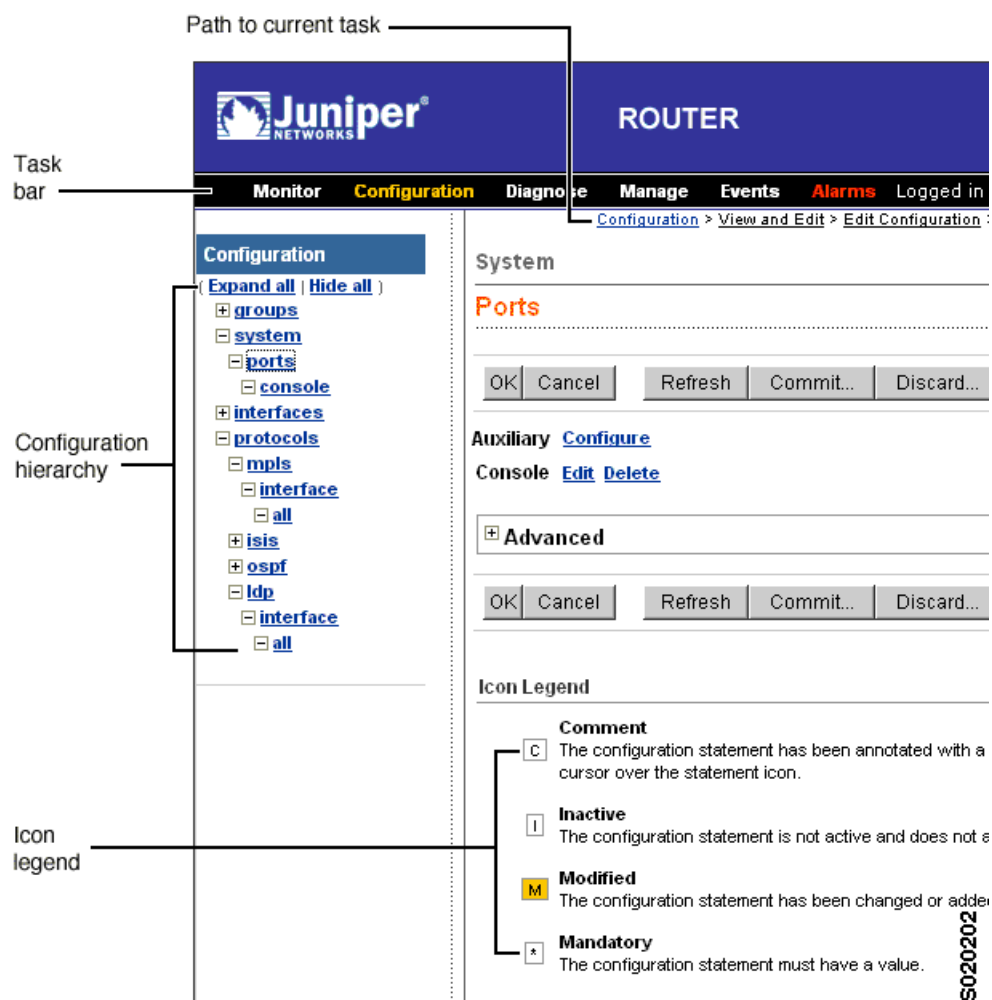 Path to current task
Juniper®
NETWORKS
ROUTER
Task
bar
Monitor Configuration Diagnose Manage Events Alarms Logged in
Configuration > View and Edit > Edit Configuration >
Configuration
( Expand all | Hide all )
groups
system
ports
console
interfaces
protocols
mpls
interface
all
isis
ospf
ldp
interface
all
Configuration
hierarchy
System
Ports
OK Cancel Refresh Commit... Discard...
Auxiliary Configure
Console Edit Delete
Advanced
OK Cancel Refresh Commit... Discard...
Icon Legend
Icon
legend
Comment
C The configuration statement has been annotated with a
cursor over the statement icon.
Inactive
I The configuration statement is not active and does not a
Modified
M The configuration statement has been changed or added
Mandatory
* The configuration statement must have a value.
S020202